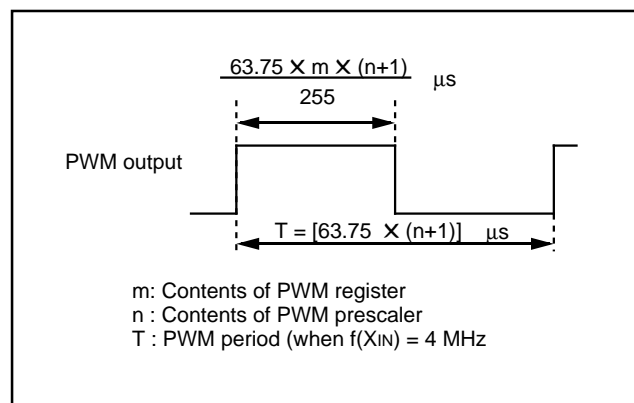 63.75 × m × (n+1)
255
μs
PWM output
T = [63.75 × (n+1)] μs
m: Contents of PWM register
n : Contents of PWM prescaler
T : PWM period (when f(XIN) = 4 MHz